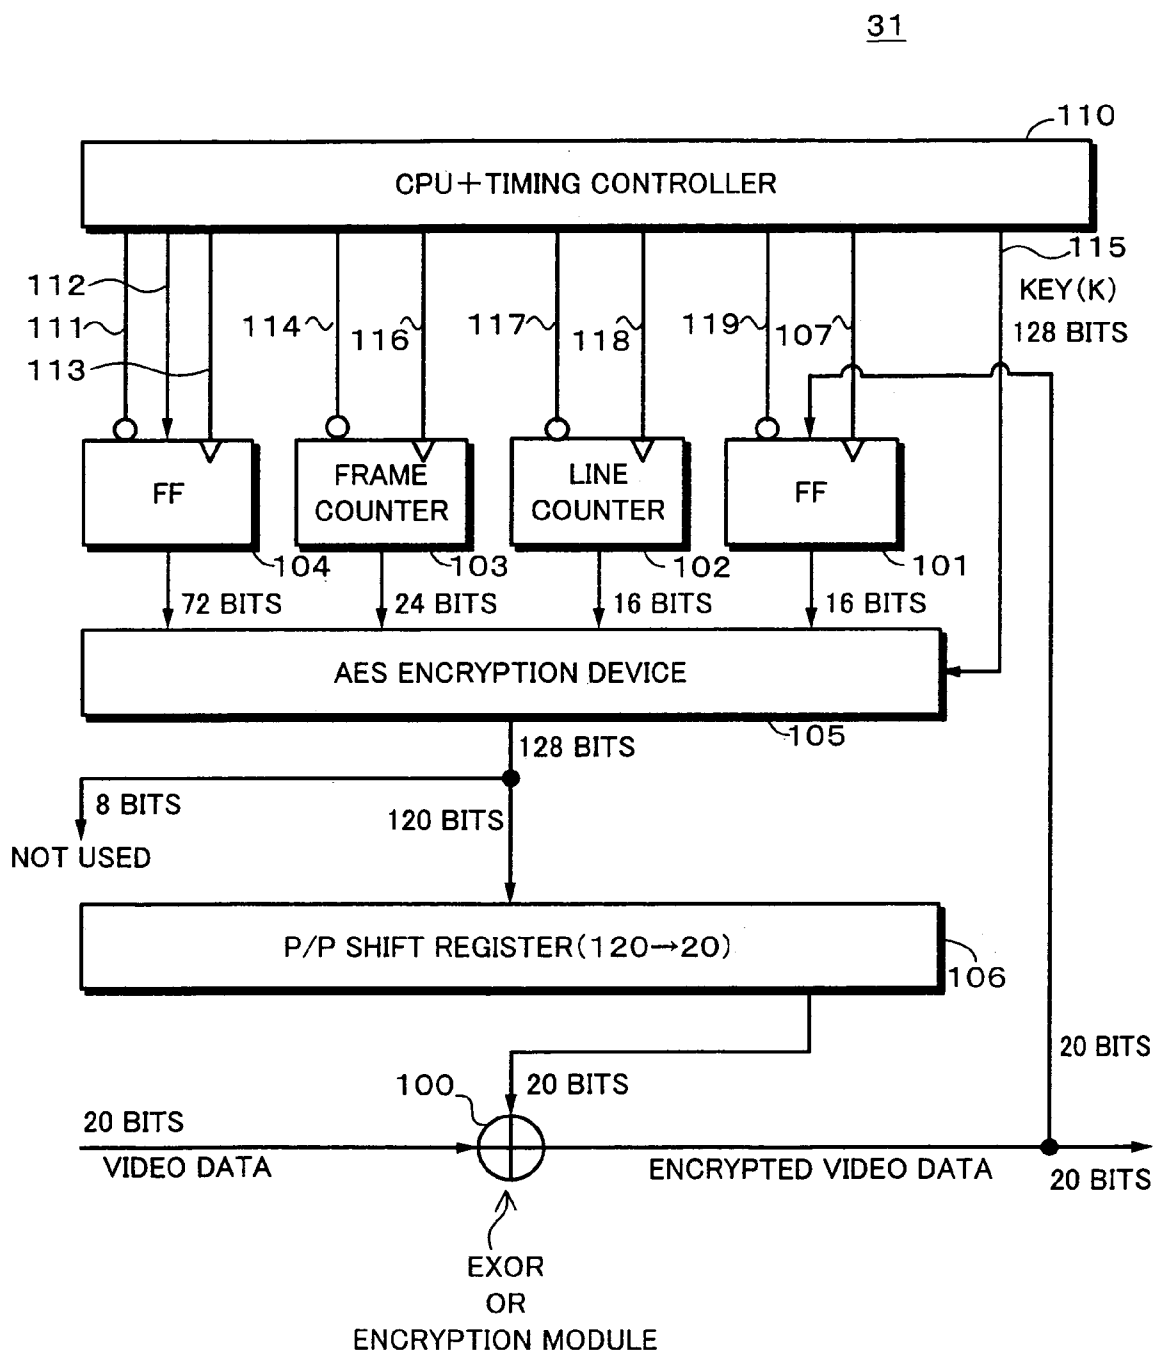 31
110
CPU+TIMING CONTROLLER
115
KEY(K)
128 BITS
112
111
113
114
116
117
118
119
107
FF
FRAME
COUNTER
LINE
COUNTER
FF
104
103
102
101
72 BITS
24 BITS
16 BITS
16 BITS
AES ENCRYPTION DEVICE
105
128 BITS
8 BITS
120 BITS
NOT USED
P/P SHIFT REGISTER(120→20)
106
20 BITS
100
20 BITS
20 BITS
VIDEO DATA
ENCRYPTED VIDEO DATA
20 BITS
EXOR
OR
ENCRYPTION MODULE